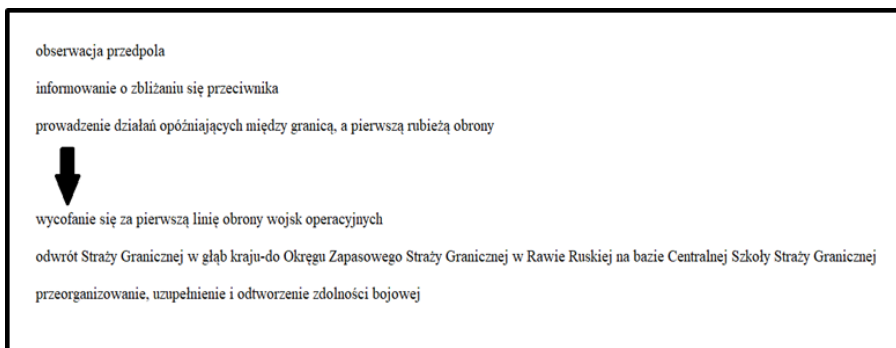 obserwacja przedpola
informowanie o zbliżaniu się przeciwnika
prowadzenie działań opóźniających między granicą, a pierwszą rubieżą obrony
wycofanie się za pierwszą linię obrony wojsk operacyjnych
odwrót Straży Granicznej w głąb kraju-do Okręgu Zapasowego Straży Granicznej w Rawie Ruskiej na bazie Centralnej Szkoły Straży Granicznej
przeorganizowanie, uzupełnienie i odtworzenie zdolności bojowej